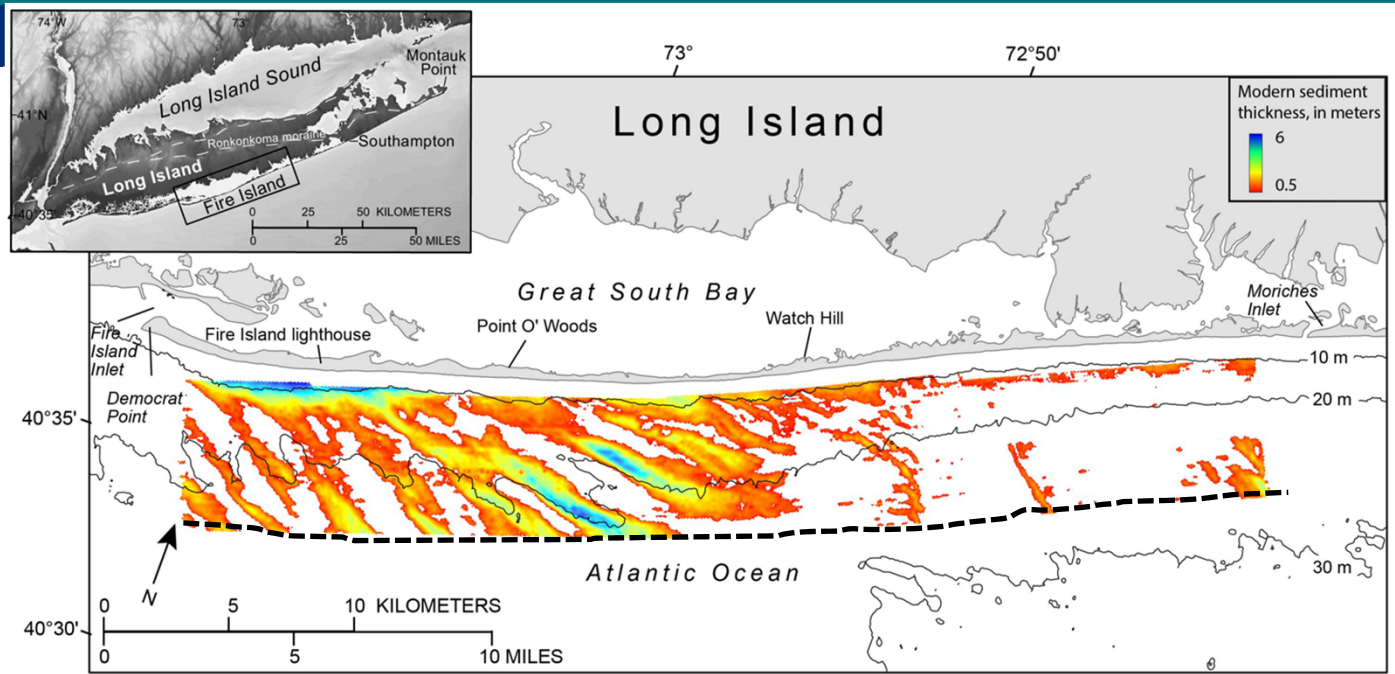 74°W
73°
72°
Montauk
Point
Long Island Sound
41°N
Ronkonkoma moraine
Southampton
Long Island
Fire Island
40°35'
0 25 50 KILOMETERS
0 25 50 MILES
73°
72°50'
Modern sediment
thickness, in meters
6
0.5
Long Island
Great South Bay
Moriches
Inlet
Fire
Island
Inlet
Fire Island lighthouse
Point O' Woods
Watch Hill
10 m
Democrat
Point
20 m
40°35'
Atlantic Ocean
30 m
N
0 5 10 KILOMETERS
40°30'
0 5 10 MILES